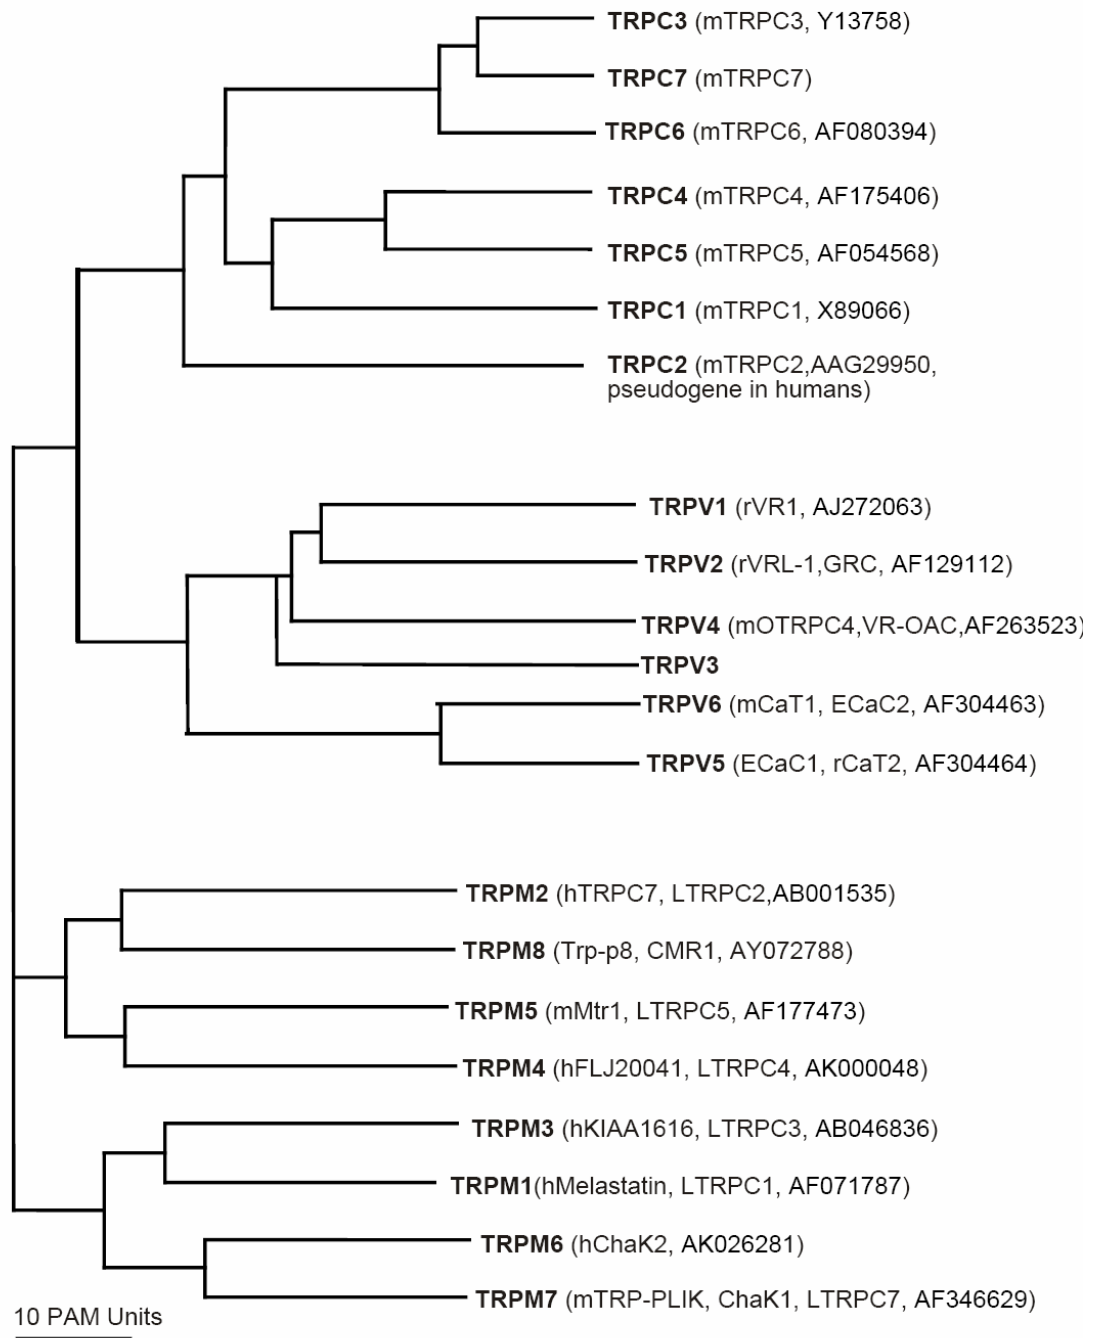 TRPC3 (mTRPC3, Y13758)
TRPC7 (mTRPC7)
TRPC6 (mTRPC6, AF080394)
TRPC4 (mTRPC4, AF175406)
TRPC5 (mTRPC5, AF054568)
TRPC1 (mTRPC1, X89066)
TRPC2 (mTRPC2,AAG29950,
pseudogene in humans)
TRPV1 (rVR1, AJ272063)
TRPV2 (rVRL-1,GRC, AF129112)
TRPV4 (mOTRPC4,VR-OAC,AF263523)
TRPV3
TRPV6 (mCaT1, ECaC2, AF304463)
TRPV5 (ECaC1, rCaT2, AF304464)
TRPM2 (hTRPC7, LTRPC2,AB001535)
TRPM8 (Trp-p8, CMR1, AY072788)
TRPM5 (mMtr1, LTRPC5, AF177473)
TRPM4 (hFLJ20041, LTRPC4, AK000048)
TRPM3 (hKIAA1616, LTRPC3, AB046836)
TRPM1(hMelastatin, LTRPC1, AF071787)
TRPM6 (hChaK2, AK026281)
TRPM7 (mTRP-PLIK, ChaK1, LTRPC7, AF346629)
10 PAM Units